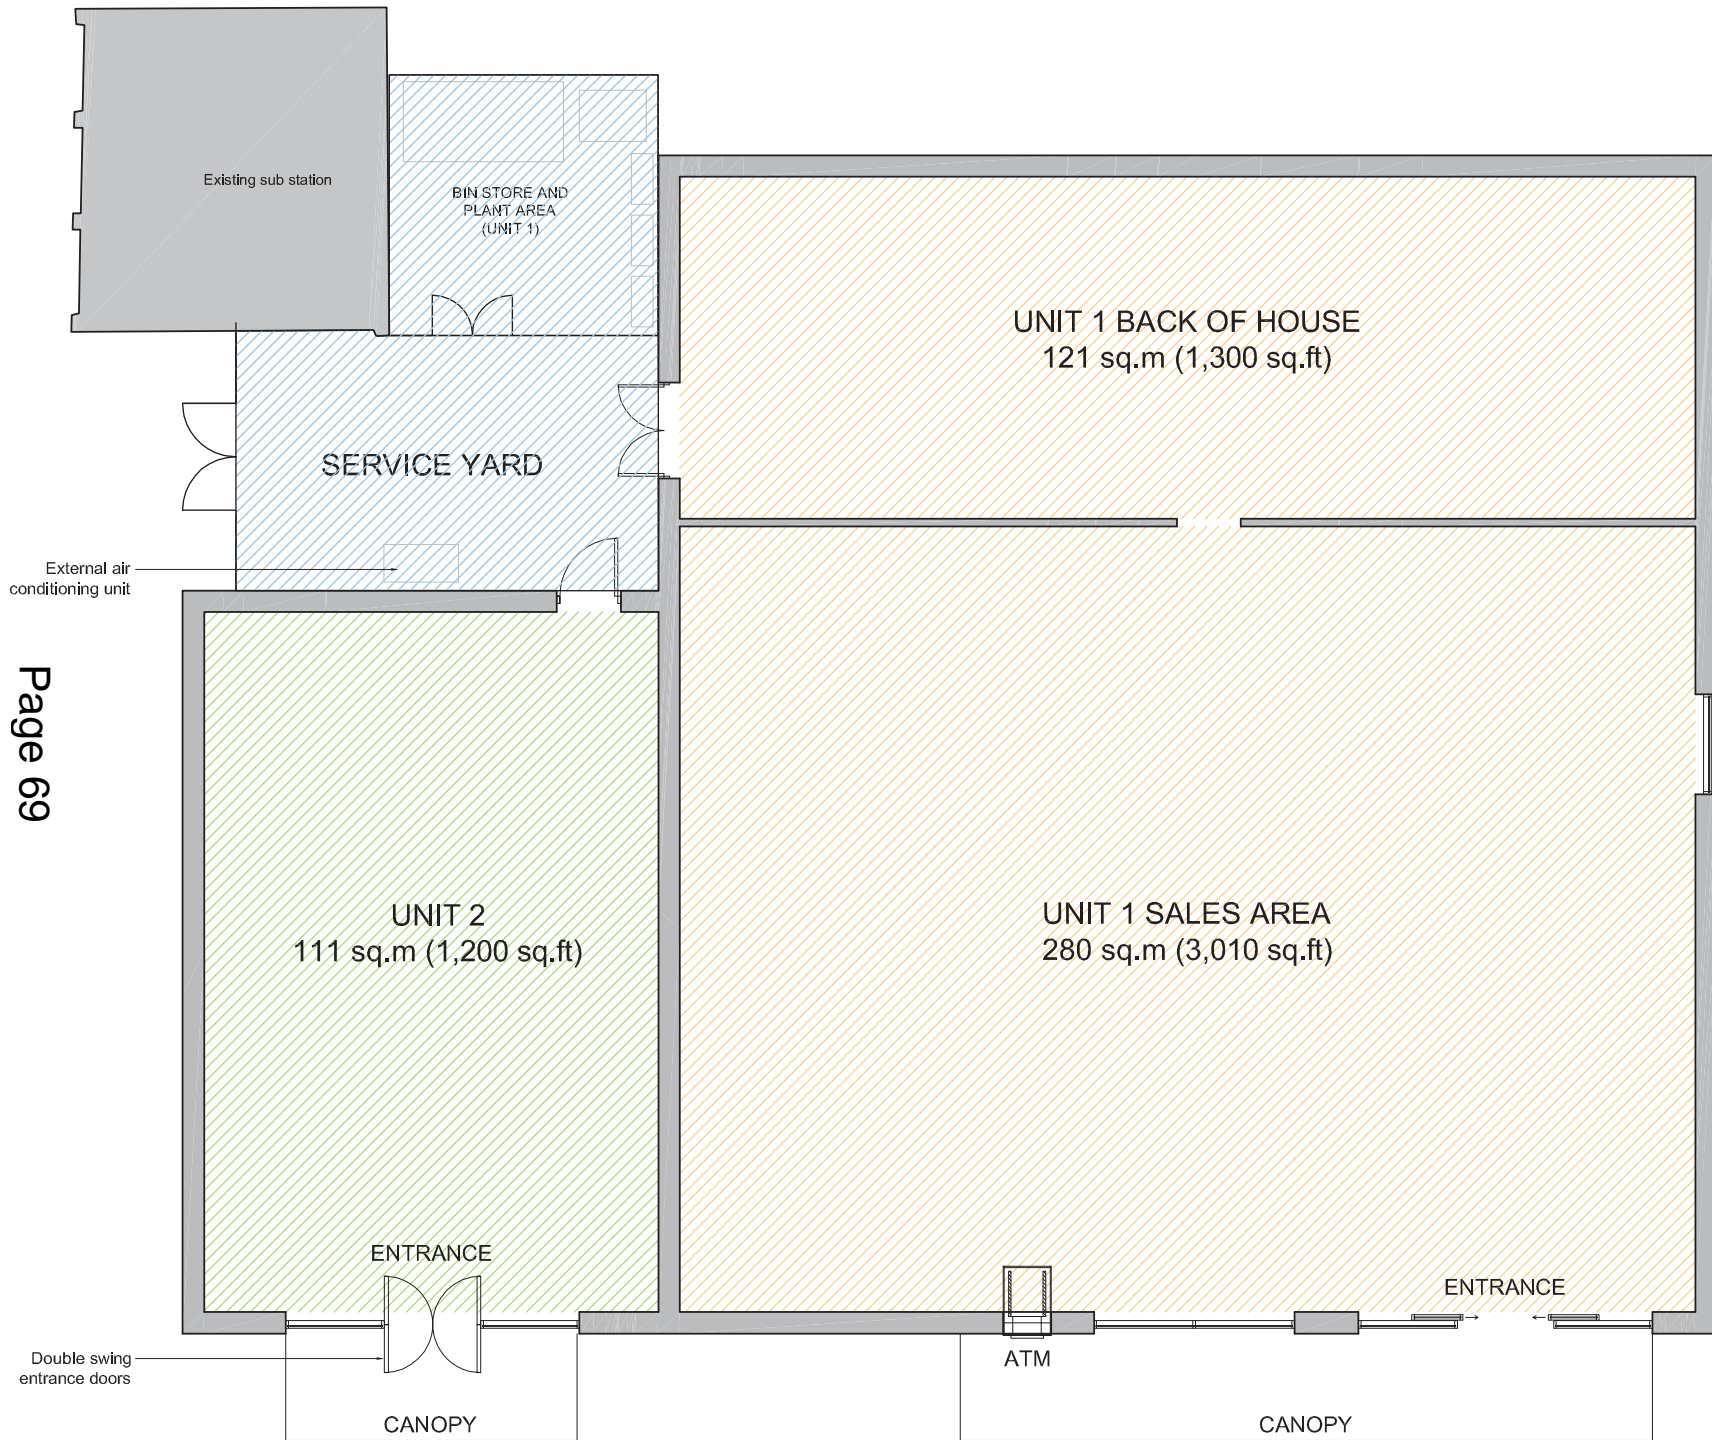 Existing sub station
BIN STORE AND
PLANT AREA
(UNIT 1)
UNIT 1 BACK OF HOUSE
121 sq.m (1,300 sq.ft)
SERVICE YARD
External air
conditioning unit
Page 69
UNIT 2
111 sq.m (1,200 sq.ft)
UNIT 1 SALES AREA
280 sq.m (3,010 sq.ft)
ENTRANCE
ENTRANCE
Double swing
entrance doors
ATM
CANOPY
CANOPY